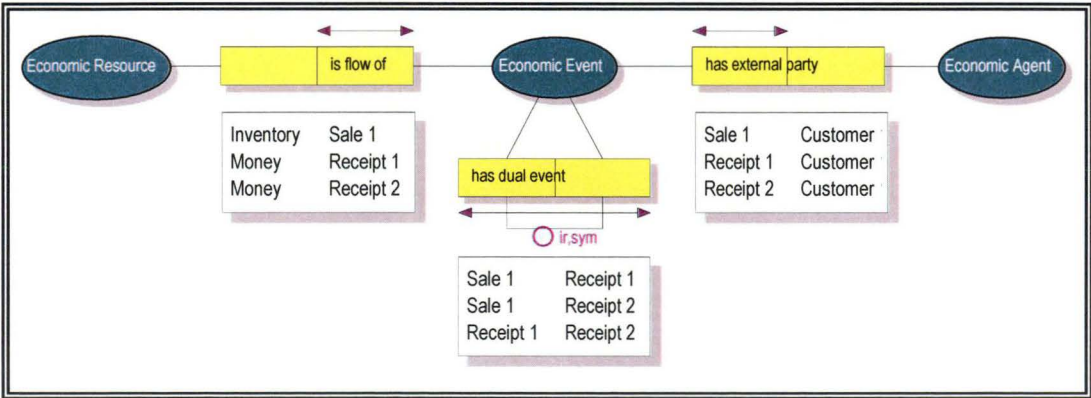 Economic Resource
is flow of
Economic Event
has external party
Economic Agent
Inventory Sale 1
Money Receipt 1
Money Receipt 2
Sale 1 Customer
Receipt 1 Customer
Receipt 2 Customer
has dual event
ir,sym
Sale 1 Receipt 1
Sale 1 Receipt 2
Receipt 1 Receipt 2